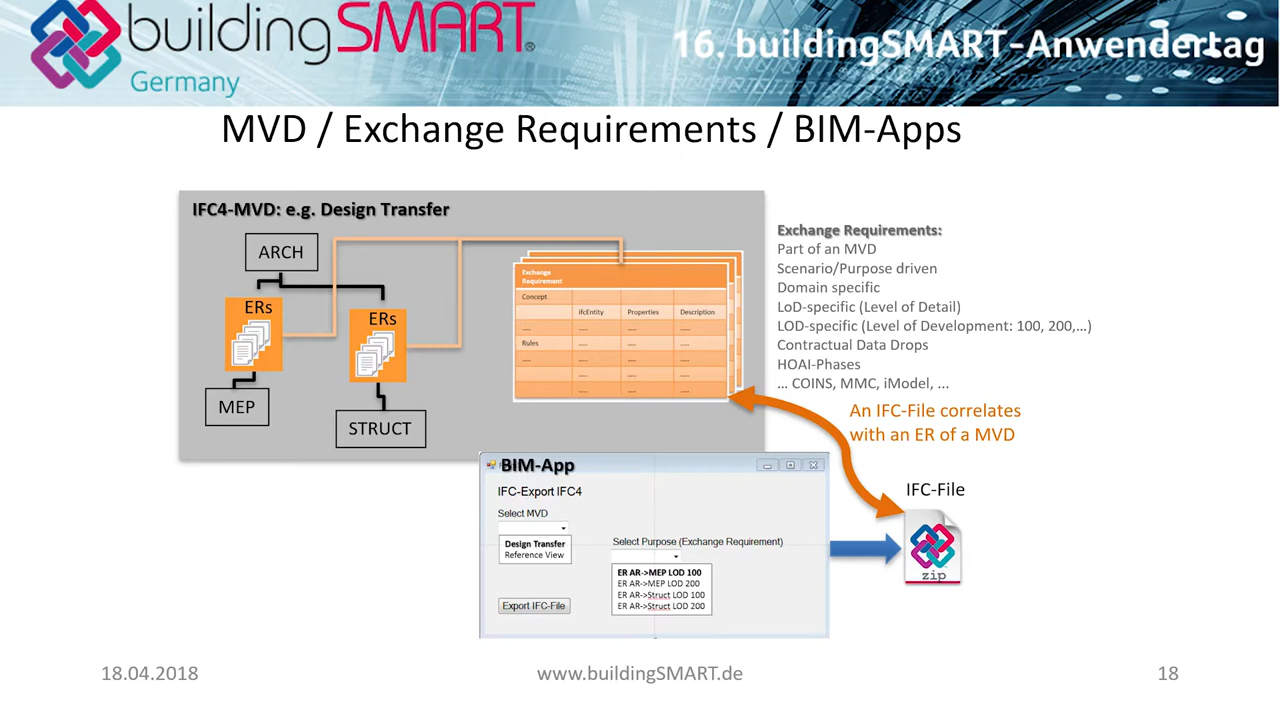 buildingSMART®
Germany
16. buildingSMART-Anwendertag
MVD / Exchange Requirements / BIM-Apps
IFC4-MVD: e.g. Design Transfer
ARCH
ERs
ERs
MEP
STRUCT
Exchange
Requirement
Concept
ifcEntity Properties Description
.... .... .... ....
Rules .... .... ....
.... .... .... ....
.... .... ....
.... .... ....
Exchange Requirements:
Part of an MVD
Scenario/Purpose driven
Domain specific
LoD-specific (Level of Detail)
LOD-specific (Level of Development: 100, 200,...)
Contractual Data Drops
HOAI-Phases
... COINS, MMC, iModel, ...
An IFC-File correlates
with an ER of a MVD
BIM-App
IFC-Export IFC4
Select MVD
Design Transfer
Reference View
Select Purpose (Exchange Requirement)
ER AR->MEP LOD 100
ER AR->MEP LOD 200
ER AR->Struct LOD 100
ER AR->Struct LOD 200
Export IFC-File
IFC-File
zip
18.04.2018
www.buildingSMART.de
18